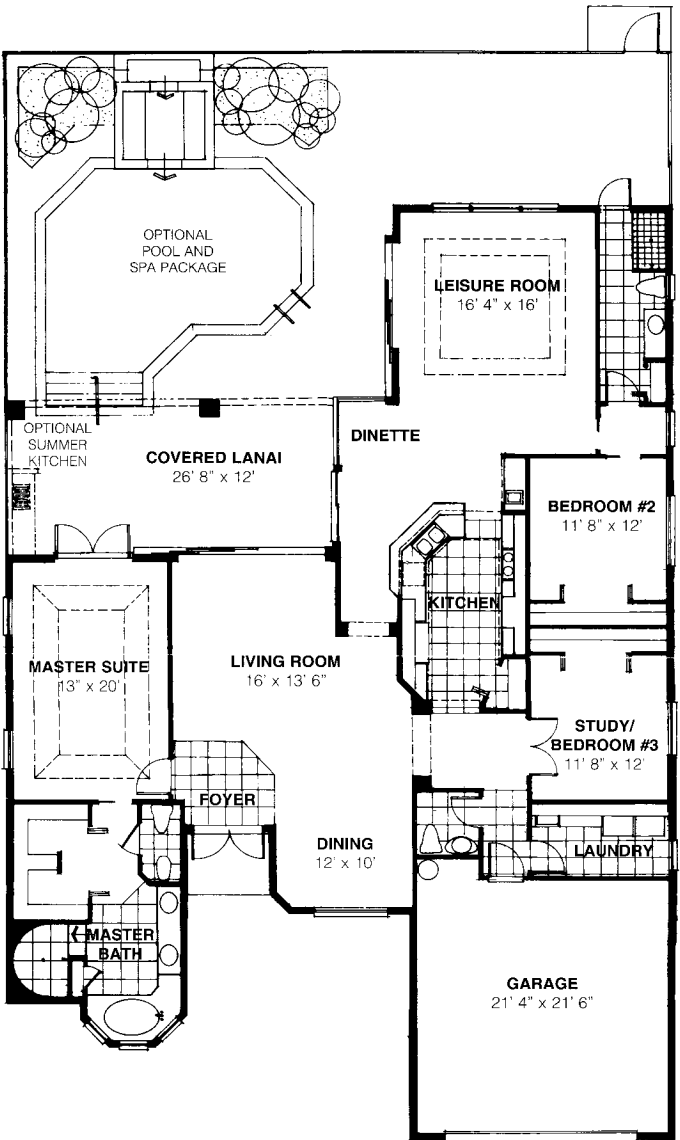 OPTIONAL
POOL AND
SPA PACKAGE
LEISURE ROOM
16' 4" x 16'
OPTIONAL
SUMMER
KITCHEN
DINETTE
COVERED LANAI
26' 8" x 12'
BEDROOM #2
11' 8" x 12'
KITCHEN
MASTER SUITE
13" x 20'
LIVING ROOM
16' x 13' 6"
STUDY/
BEDROOM #3
11' 8" x 12'
FOYER
DINING
12' x 10'
LAUNDRY
MASTER
BATH
GARAGE
21' 4" x 21' 6"